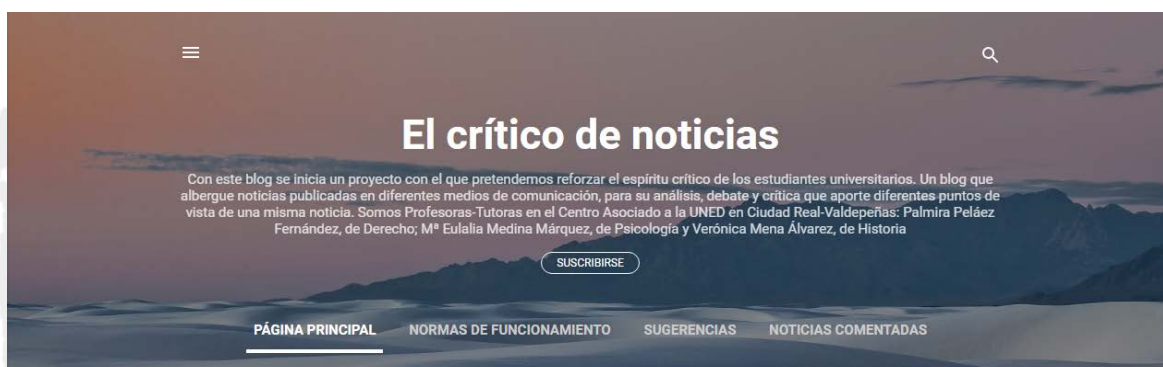 El crítico de noticias
Con este blog se inicia un proyecto con el que pretendemos reforzar el espíritu crítico de los estudiantes universitarios. Un blog que
albergue noticias publicadas en diferentes medios de comunicación, para su análisis, debate y crítica que aporte diferentes puntos de
vista de una misma noticia. Somos Profesoras-Tutoras en el Centro Asociado a la UNED en Ciudad Real-Valdepeñas: Palmira Peláez
Fernández, de Derecho; Mª Eulalia Medina Márquez, de Psicología y Verónica Mena Álvarez, de Historia
SUSCRIBIRSE
PÁGINA PRINCIPAL NORMAS DE FUNCIONAMIENTO SUGERENCIAS NOTICIAS COMENTADAS